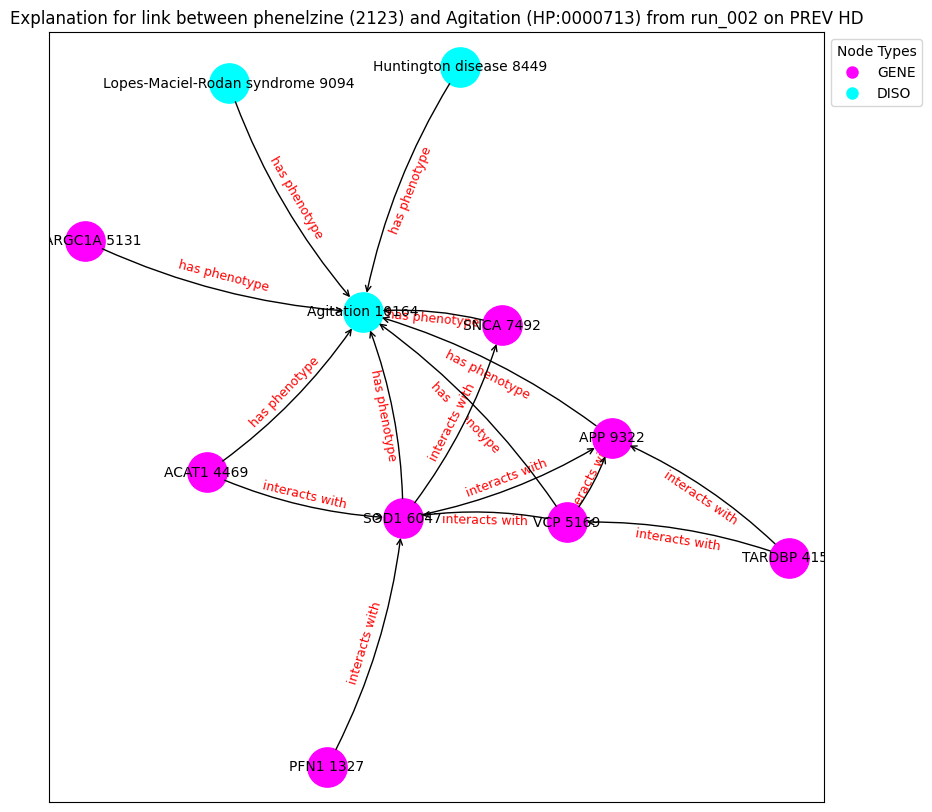 Explanation for link between phenelzine (2123) and Agitation (HP:0000713) from run_002 on PREV HD
Node Types
GENE
DISO
Huntington disease 8449
Lopes-Maciel-Rodan syndrome 9094
has phenotype
has phenotype
ARGC1A 5131
has phenotype
Agitation
has phenotype
SNCA 7492
has phenotype
has phenotype
has phenotype
has
notype
interacts with
APP 9322
ACAT1 4469
interacts with
interacts with
interacts with
SOD1 6047
interacts with
VCP 5169
interacts with
interacts with
TARDBP 415
interacts with
PFN1 1327